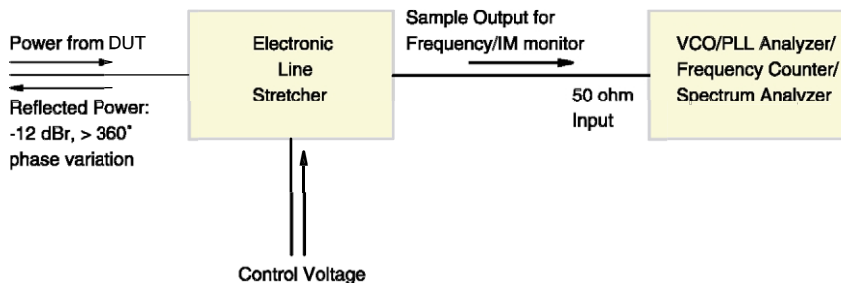 Power from DUT
Reflected Power:
-12 dBr, > 360°
phase variation
Electronic
Line
Stretcher
Control Voltage
Sample Output for
Frequency/IM monitor
50 ohm
Input
VCO/PLL Analyzer/
Frequency Counter/
Spectrum Analyzer